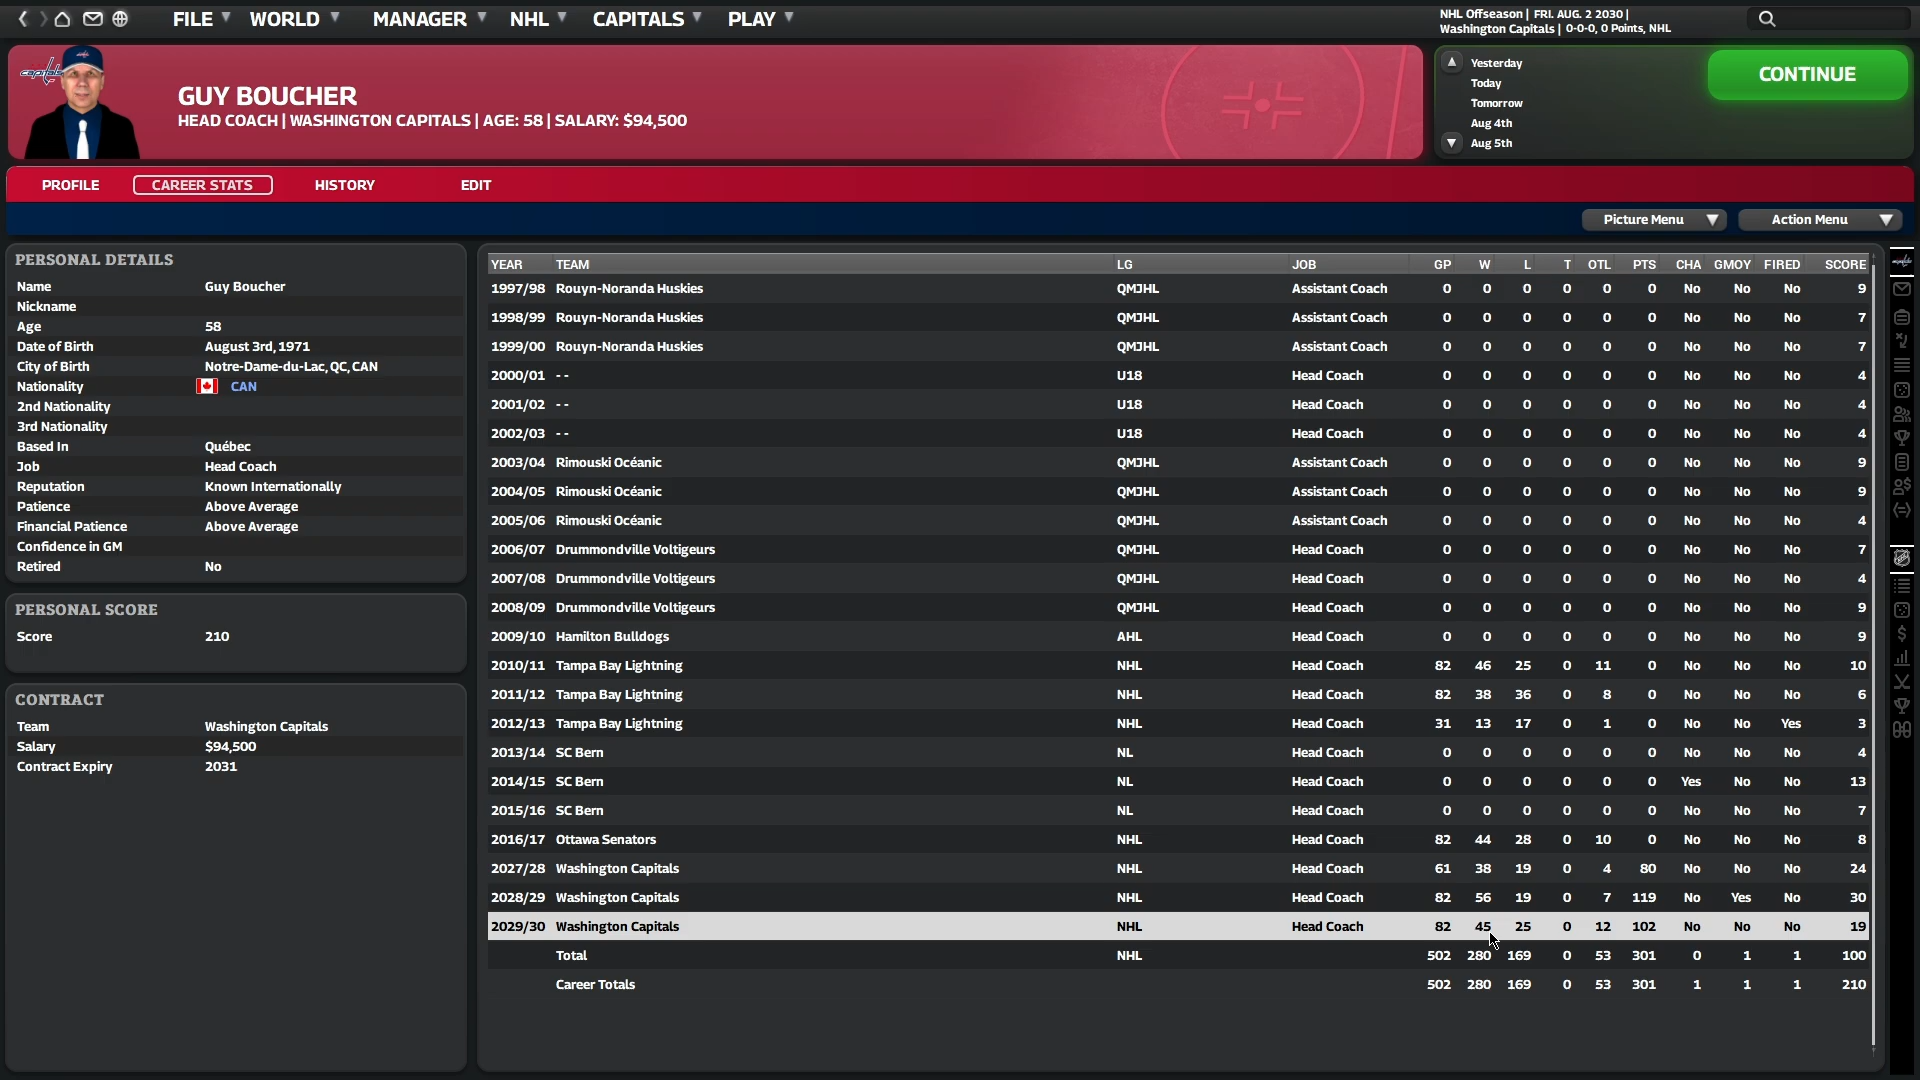 FILE WORLD MANAGER NHL CAPITALS PLAY
NHL Offseason | FRI. AUG. 2 2030 |
Washington Capitals | 0-0-0, 0 Points, NHL
GUY BOUCHER
HEAD COACH | WASHINGTON CAPITALS | AGE: 58 | SALARY: $94,500
Yesterday
Today
Tomorrow
Aug 4th
Aug 5th
CONTINUE
PROFILE CAREER STATS HISTORY EDIT
Picture Menu Action Menu
PERSONAL DETAILS
Name Guy Boucher
Nickname
Age 58
Date of Birth August 3rd, 1971
City of Birth Notre-Dame-du-Lac, QC, CAN
Nationality CAN
2nd Nationality
3rd Nationality
Based In Québec
Job Head Coach
Reputation Known Internationally
Patience Above Average
Financial Patience Above Average
Confidence in GM
Retired No
PERSONAL SCORE
Score 210
CONTRACT
Team Washington Capitals
Salary $94,500
Contract Expiry 2031
YEAR TEAM LG JOB GP W L T OTL PTS CHA GMOY FIRED SCORE
1997/98 Rouyn-Noranda Huskies QMJHL Assistant Coach 0 0 0 0 0 0 No No No 9
1998/99 Rouyn-Noranda Huskies QMJHL Assistant Coach 0 0 0 0 0 0 No No No 7
1999/00 Rouyn-Noranda Huskies QMJHL Assistant Coach 0 0 0 0 0 0 No No No 7
2000/01 - - U18 Head Coach 0 0 0 0 0 0 No No No 4
2001/02 - - U18 Head Coach 0 0 0 0 0 0 No No No 4
2002/03 - - U18 Head Coach 0 0 0 0 0 0 No No No 4
2003/04 Rimouski Océanic QMJHL Assistant Coach 0 0 0 0 0 0 No No No 9
2004/05 Rimouski Océanic QMJHL Assistant Coach 0 0 0 0 0 0 No No No 9
2005/06 Rimouski Océanic QMJHL Assistant Coach 0 0 0 0 0 0 No No No 4
2006/07 Drummondville Voltigeurs QMJHL Head Coach 0 0 0 0 0 0 No No No 7
2007/08 Drummondville Voltigeurs QMJHL Head Coach 0 0 0 0 0 0 No No No 4
2008/09 Drummondville Voltigeurs QMJHL Head Coach 0 0 0 0 0 0 No No No 9
2009/10 Hamilton Bulldogs AHL Head Coach 0 0 0 0 0 0 No No No 9
2010/11 Tampa Bay Lightning NHL Head Coach 82 46 25 0 11 0 No No No 10
2011/12 Tampa Bay Lightning NHL Head Coach 82 38 36 0 8 0 No No No 6
2012/13 Tampa Bay Lightning NHL Head Coach 31 13 17 0 1 0 No No Yes 3
2013/14 SC Bern NL Head Coach 0 0 0 0 0 0 No No No 4
2014/15 SC Bern NL Head Coach 0 0 0 0 0 0 Yes No No 13
2015/16 SC Bern NL Head Coach 0 0 0 0 0 0 No No No 7
2016/17 Ottawa Senators NHL Head Coach 82 44 28 0 10 0 No No No 8
2027/28 Washington Capitals NHL Head Coach 61 38 19 0 4 80 No No No 24
2028/29 Washington Capitals NHL Head Coach 82 56 19 0 7 119 No Yes No 30
2029/30 Washington Capitals NHL Head Coach 82 45 25 0 12 102 No No No 19
Total NHL 502 280 169 0 53 301 0 1 1 100
Career Totals 502 280 169 0 53 301 1 1 1 210